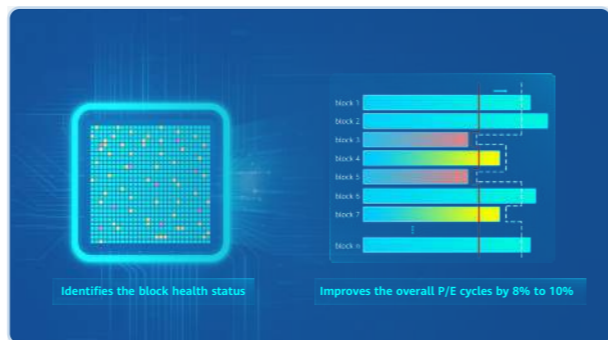 block 1
block 2
block 3
block 4
block 5
block 6
block 7
block n
Identifies the block health status
Improves the overall P/E cycles by 8% to 10%